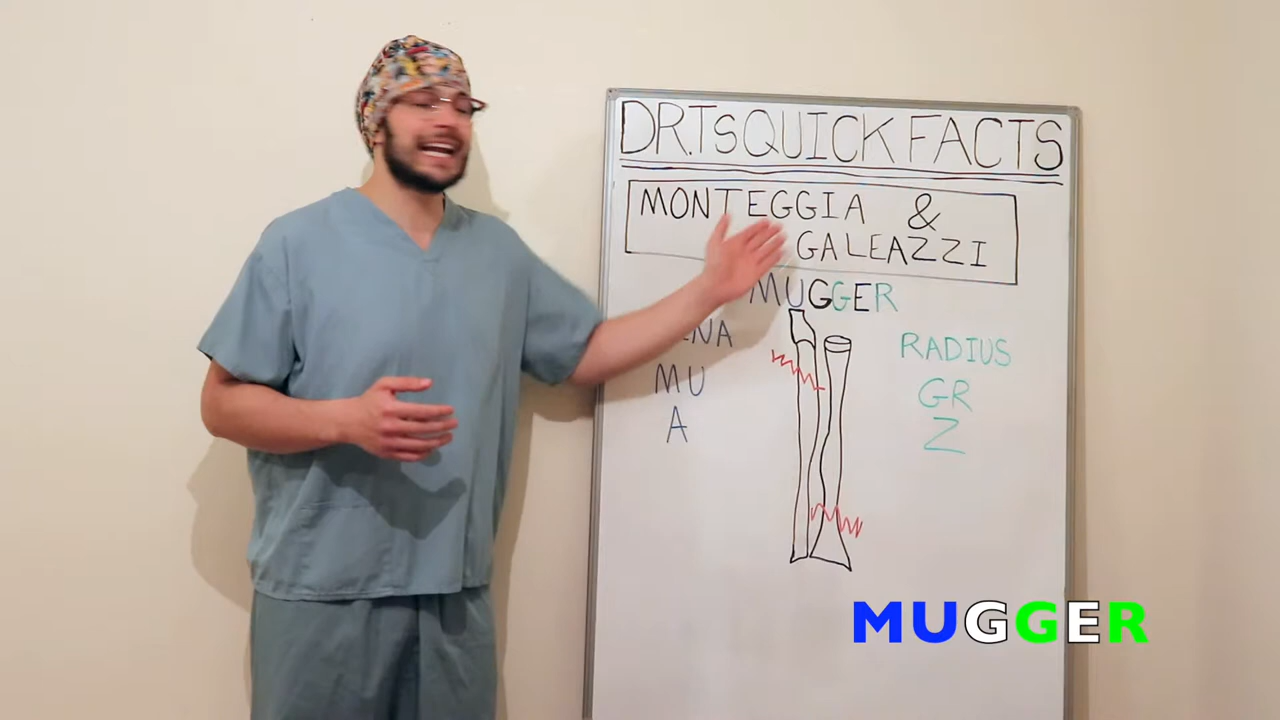 DR.Ts QUICK FACTS
MONTEGGIA &
GALEAZZI
MUGGER
RADIUS
MU
GR
A
Z
MUGGER